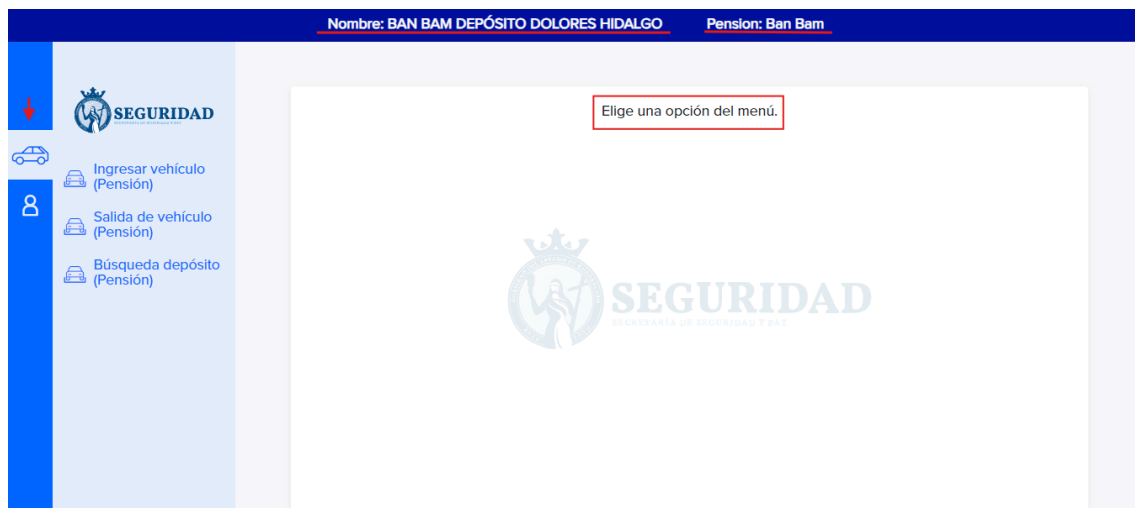 Nombre: BAN BAM DEPÓSITO DOLORES HIDALGO Pension: Ban Bam
SEGURIDAD
Elige una opción del menú.
Ingresar vehículo
(Pensión)
Salida de vehículo
(Pensión)
Búsqueda depósito
(Pensión)
SEGURIDAD
SECRETARÍA DE SEGURIDAD Y PAZ